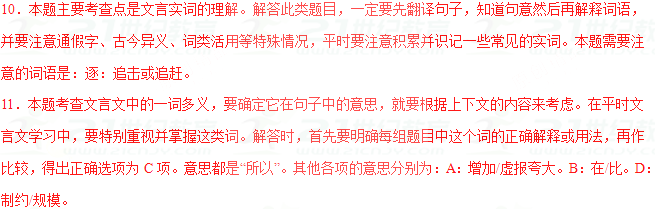 10．本题主要考查点是文言实词的理解。解答此类题目，一定要先翻译句子，知道句意然后再解释词语，
并要注意通假字、古今异义、词类活用等特殊情况，平时要注意积累并识记一些常见的实词。本题需要注
意的词语是：逐：追击或追赶。
11．本题考查文言文中的一词多义，要确定它在句子中的意思，就要根据上下文的内容来考虑。在平时文
言文学习中，要特别重视并掌握这类词。解答时，首先要明确每组题目中这个词的正确解释或用法，再作
比较，得出正确选项为 C 项。意思都是“所以”。其他各项的意思分别为：A：增加/虚报夸大。B：在/比。D：
制约/规模。